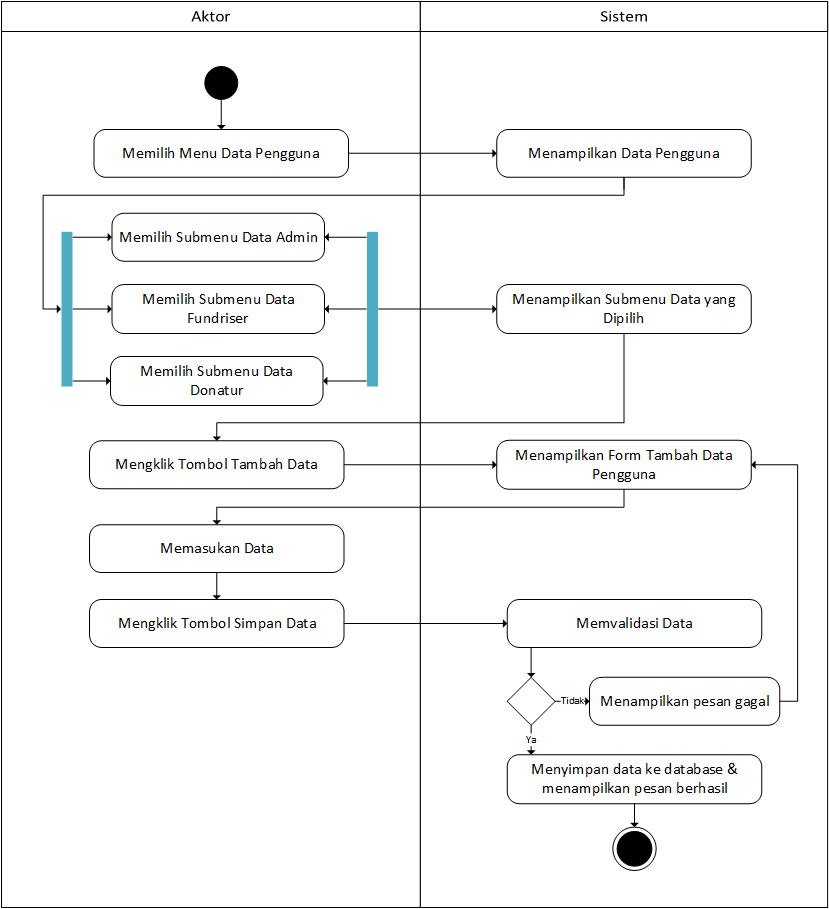 Aktor
Sistem
Memilih Menu Data Pengguna
Menampilkan Data Pengguna
Memilih Submenu Data Admin
Memilih Submenu Data
Fundriser
Menampilkan Submenu Data yang
Dipilih
Memilih Submenu Data
Donatur
Mengklik Tombol Tambah Data
Menampilkan Form Tambah Data
Pengguna
Memasukan Data
Mengklik Tombol Simpan Data
Memvalidasi Data
Tidak
Menampilkan pesan gagal
Ya
Menyimpan data ke database &
menampilkan pesan berhasil